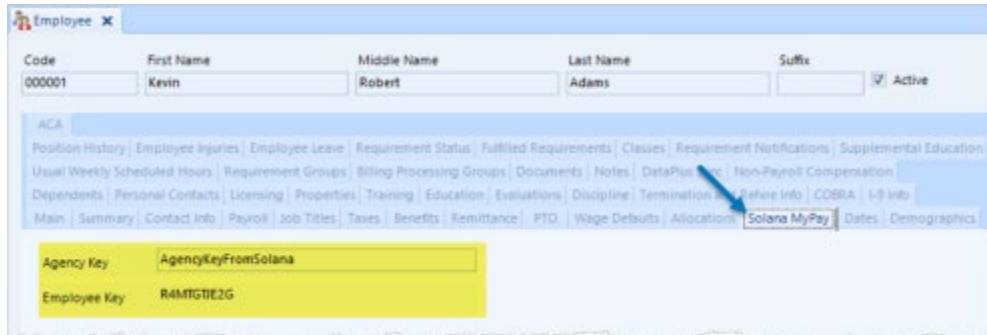 Employee
Code First Name Middle Name Last Name Suffix
000001 Kevin Robert Adams Active
ACA
Position History Employee Injuries Employee Leave Requirement Status Fulfilled Requirements Classes Requirement Notifications Supplemental Education
Usual Weekly Scheduled Hours Requirement Groups Billing Processing Groups Documents Notes DataPlus Non-Payroll Compensation
Dependents Personal Contacts Licensing Properties Training Education Evaluations Discipline Termination and Rehire Info COBRA I-9 Info
Main Summary Contact Info Payroll Job Titles Taxes Benefits Remittance PTO Wage Defaults Allocations Solana MyPay Dates Demographics
Agency Key AgencyKeyFromSolana
Employee Key